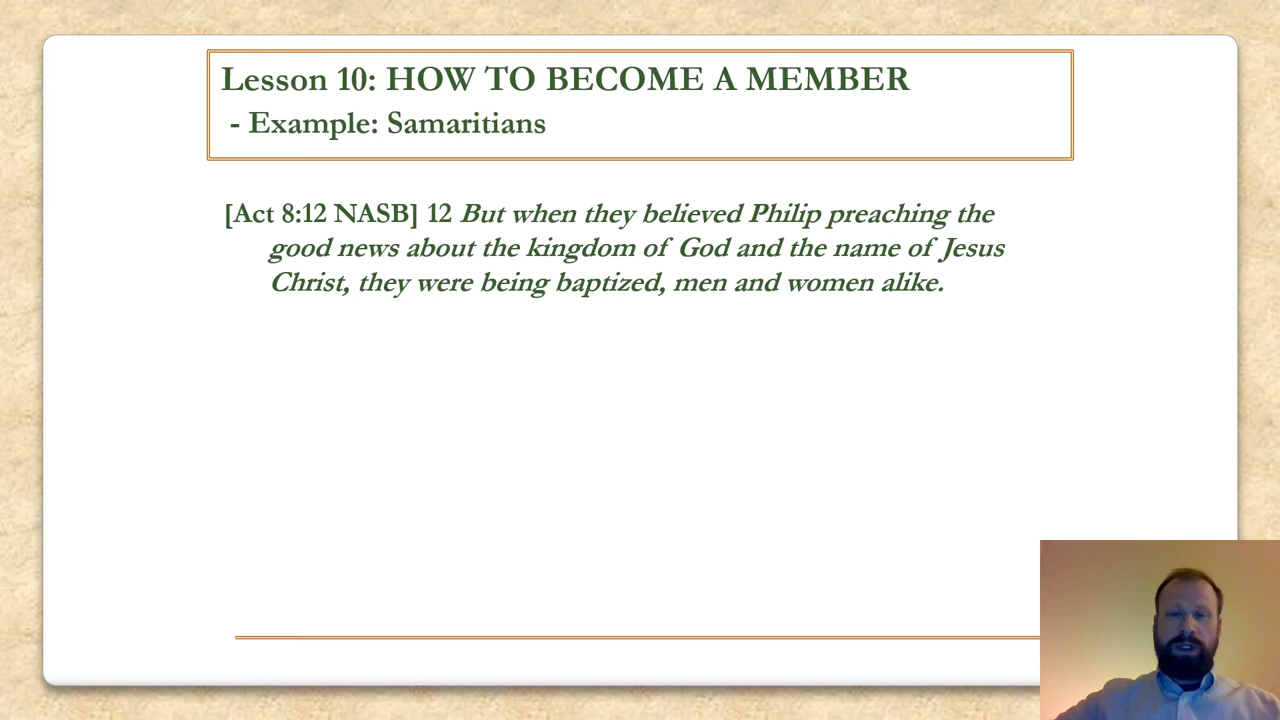 Lesson 10: HOW TO BECOME A MEMBER
- Example: Samaritians
[Act 8:12 NASB] 12 But when they believed Philip preaching the
good news about the kingdom of God and the name of Jesus
Christ, they were being baptized, men and women alike.